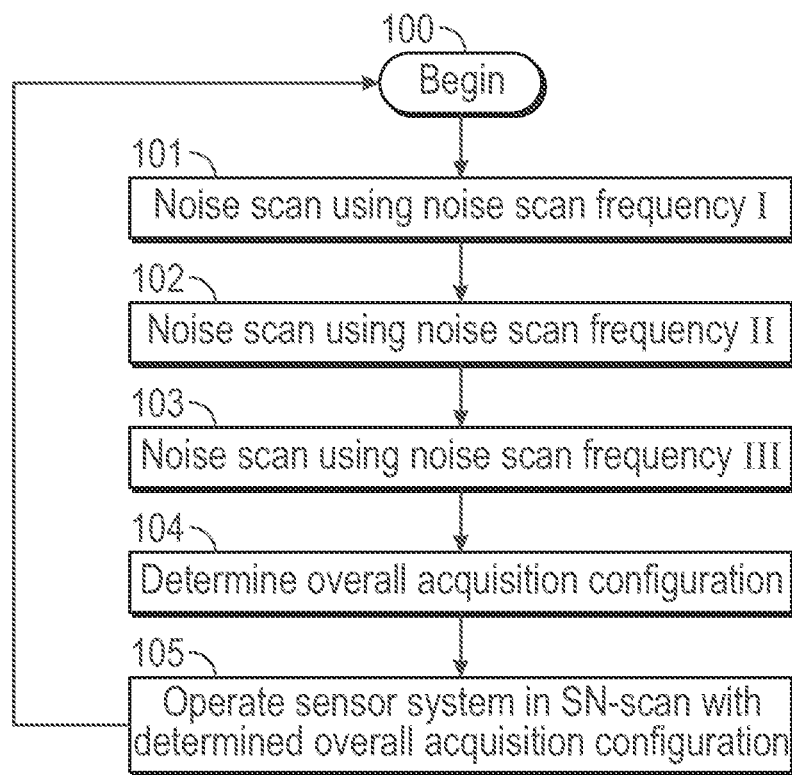 100
Begin
101
Noise scan using noise scan frequency I
102
Noise scan using noise scan frequency II
103
Noise scan using noise scan frequency III
104
Determine overall acquisition configuration
105
Operate sensor system in SN-scan with
determined overall acquisition configuration